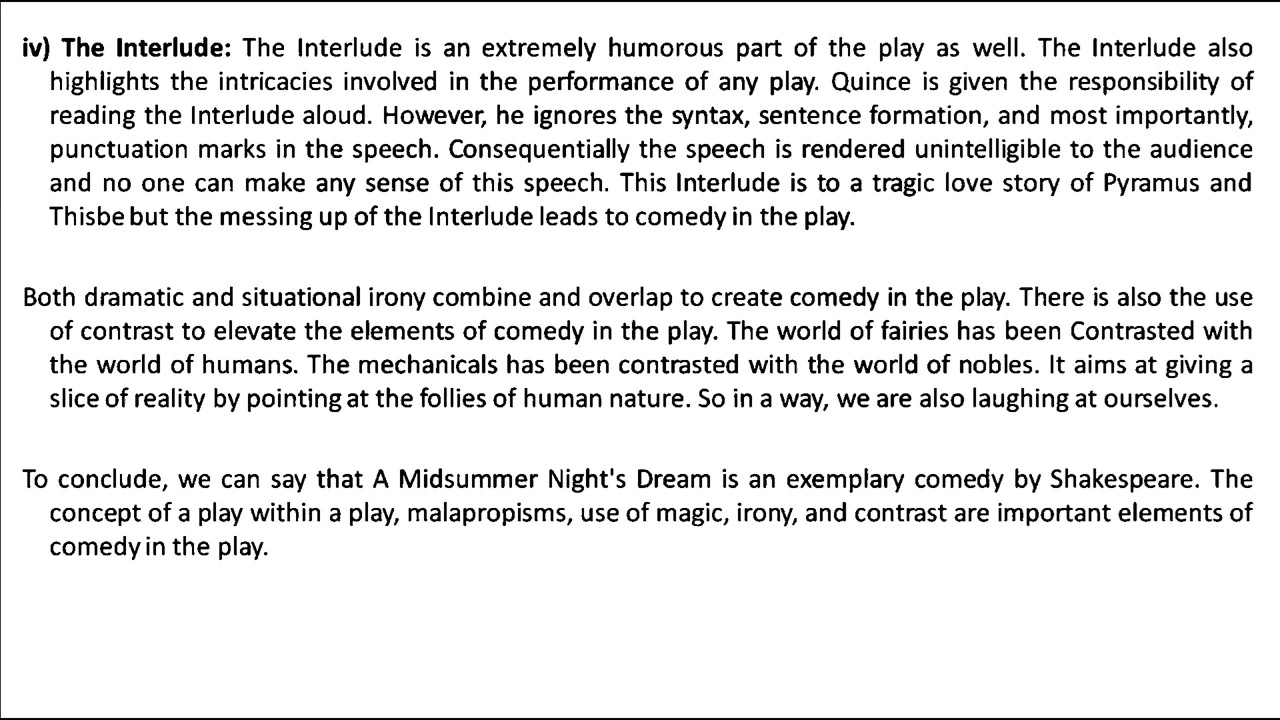 iv) The Interlude: The Interlude is an extremely humorous part of the play as well. The Interlude also
highlights the intricacies involved in the performance of any play. Quince is given the responsibility of
reading the Interlude aloud. However, he ignores the syntax, sentence formation, and most importantly,
punctuation marks in the speech. Consequentially the speech is rendered unintelligible to the audience
and no one can make any sense of this speech. This Interlude is to a tragic love story of Pyramus and
Thisbe but the messing up of the Interlude leads to comedy in the play.
Both dramatic and situational irony combine and overlap to create comedy in the play. There is also the use
of contrast to elevate the elements of comedy in the play. The world of fairies has been Contrasted with
the world of humans. The mechanicals has been contrasted with the world of nobles. It aims at giving a
slice of reality by pointing at the follies of human nature. So in a way, we are also laughing at ourselves.
To conclude, we can say that A Midsummer Night's Dream is an exemplary comedy by Shakespeare. The
concept of a play within a play, malapropisms, use of magic, irony, and contrast are important elements of
comedy in the play.